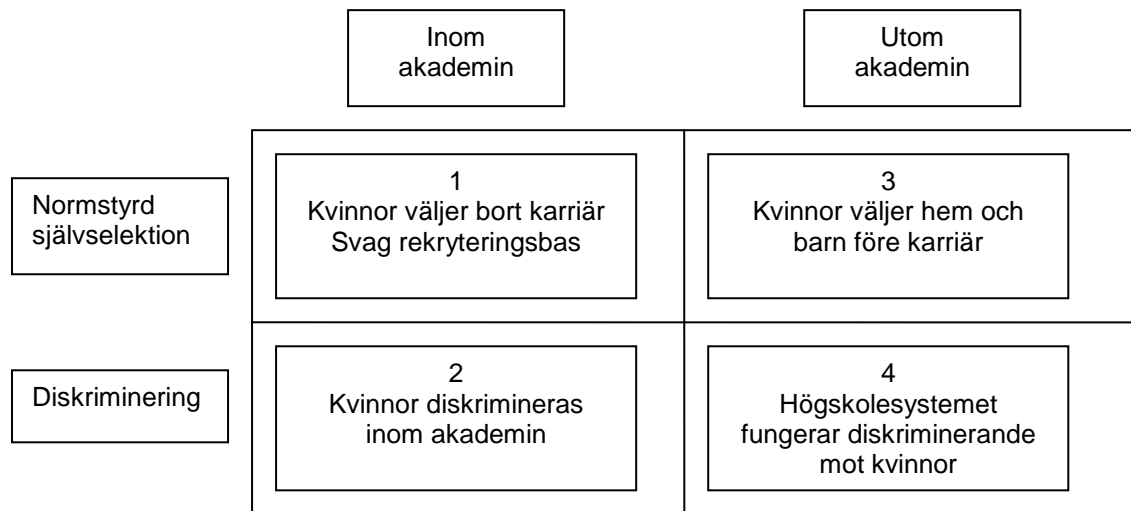 Inom
akademin
Utom
akademin
Normstyrd
självselektion
1
Kvinnor väljer bort karriär
Svag rekryteringsbas
3
Kvinnor väljer hem och
barn före karriär
Diskriminering
2
Kvinnor diskrimineras
inom akademin
4
Högskolesystemet
fungerar diskriminerande
mot kvinnor